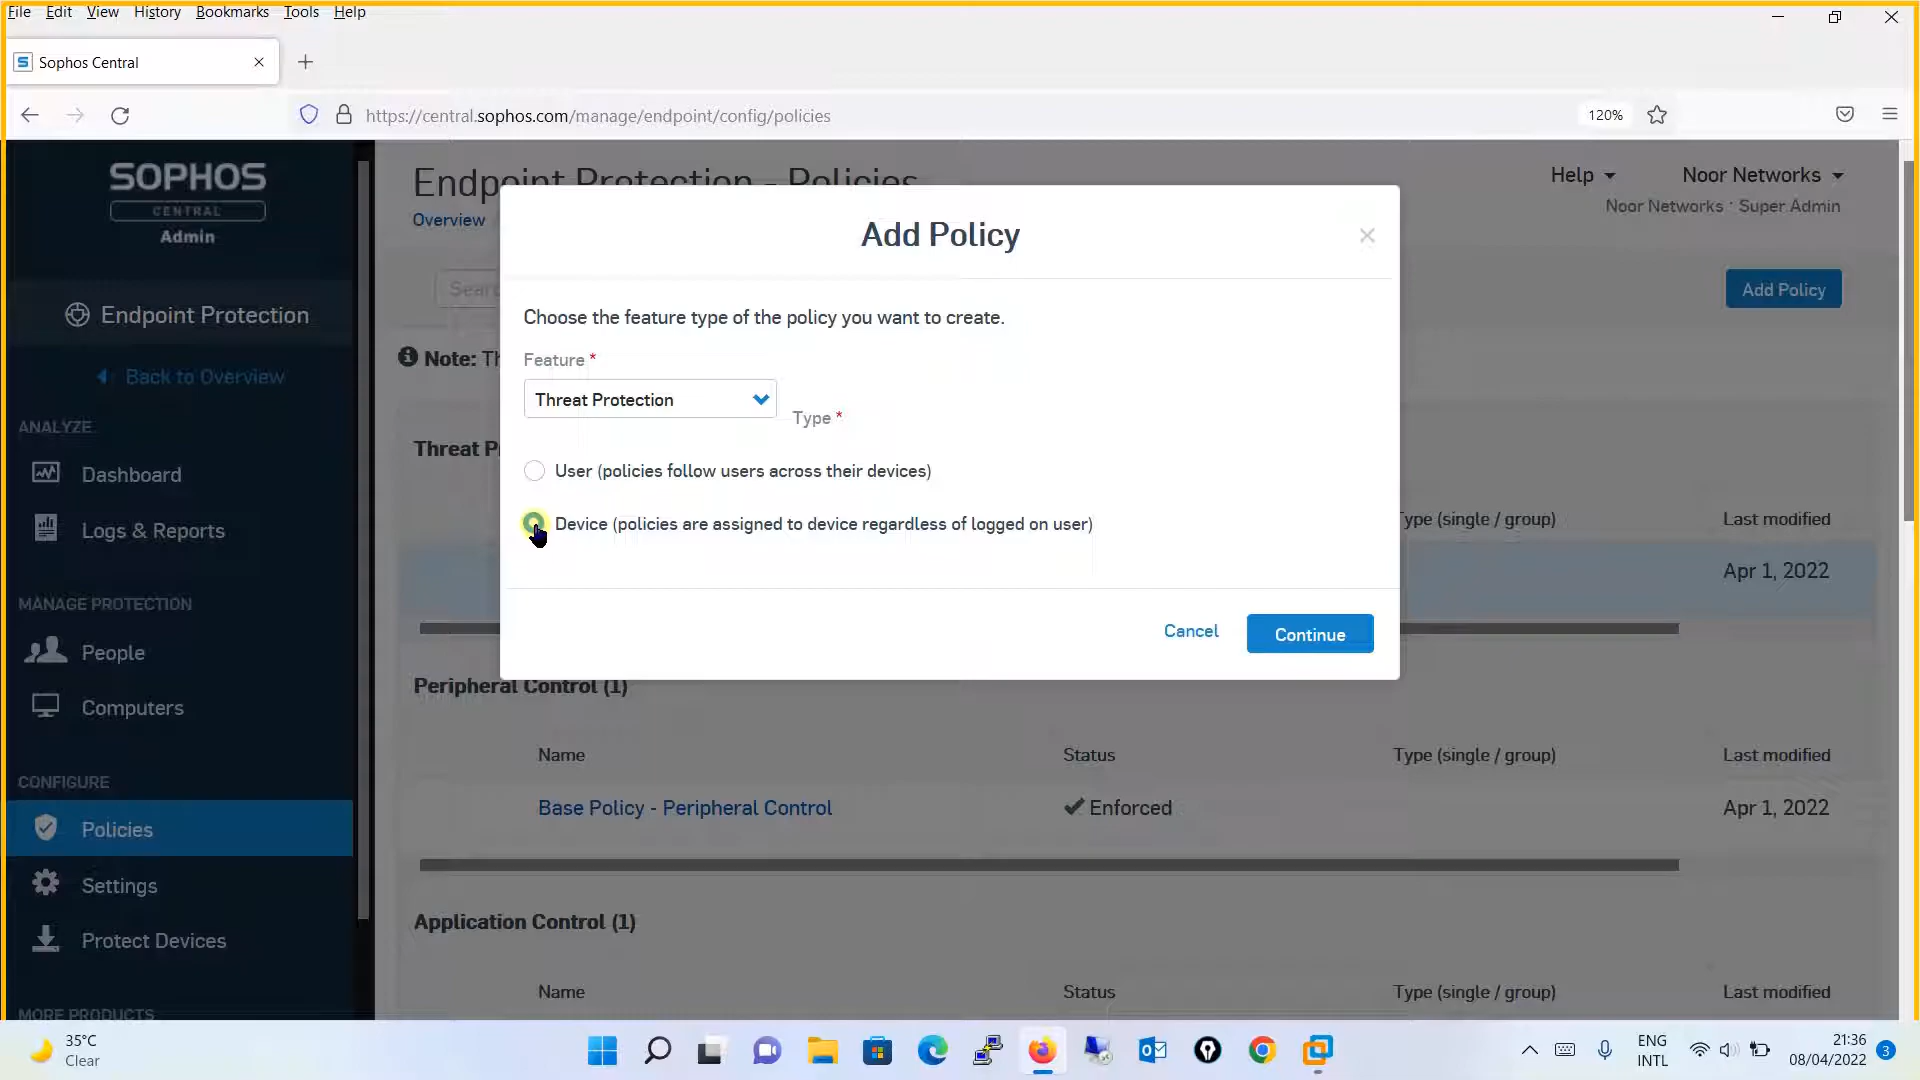 File Edit View History Bookmarks Tools Help
Sophos Central
https://central.sophos.com/manage/endpoint/config/policies
120%
SOPHOS
CENTRAL
Admin
Endpoint Protection
Back to Overview
ANALYZE
Dashboard
Logs & Reports
MANAGE PROTECTION
People
Computers
CONFIGURE
Policies
Settings
Protect Devices
MORE PRODUCTS
Endpoint Protection - Policies
Overview
Help
Noor Networks
Noor Networks · Super Admin
Add Policy
Note:
Add Policy
Choose the feature type of the policy you want to create.
Feature *
Threat Protection
Type *
User (policies follow users across their devices)
Device (policies are assigned to device regardless of logged on user)
Cancel Continue
Threat
Type (single / group) Last modified
Apr 1, 2022
Peripheral Control (1)
Name Status Type (single / group) Last modified
Base Policy - Peripheral Control Enforced Apr 1, 2022
Application Control (1)
Name Status Type (single / group) Last modified
35°C
Clear
ENG
INTL
21:36
08/04/2022
3